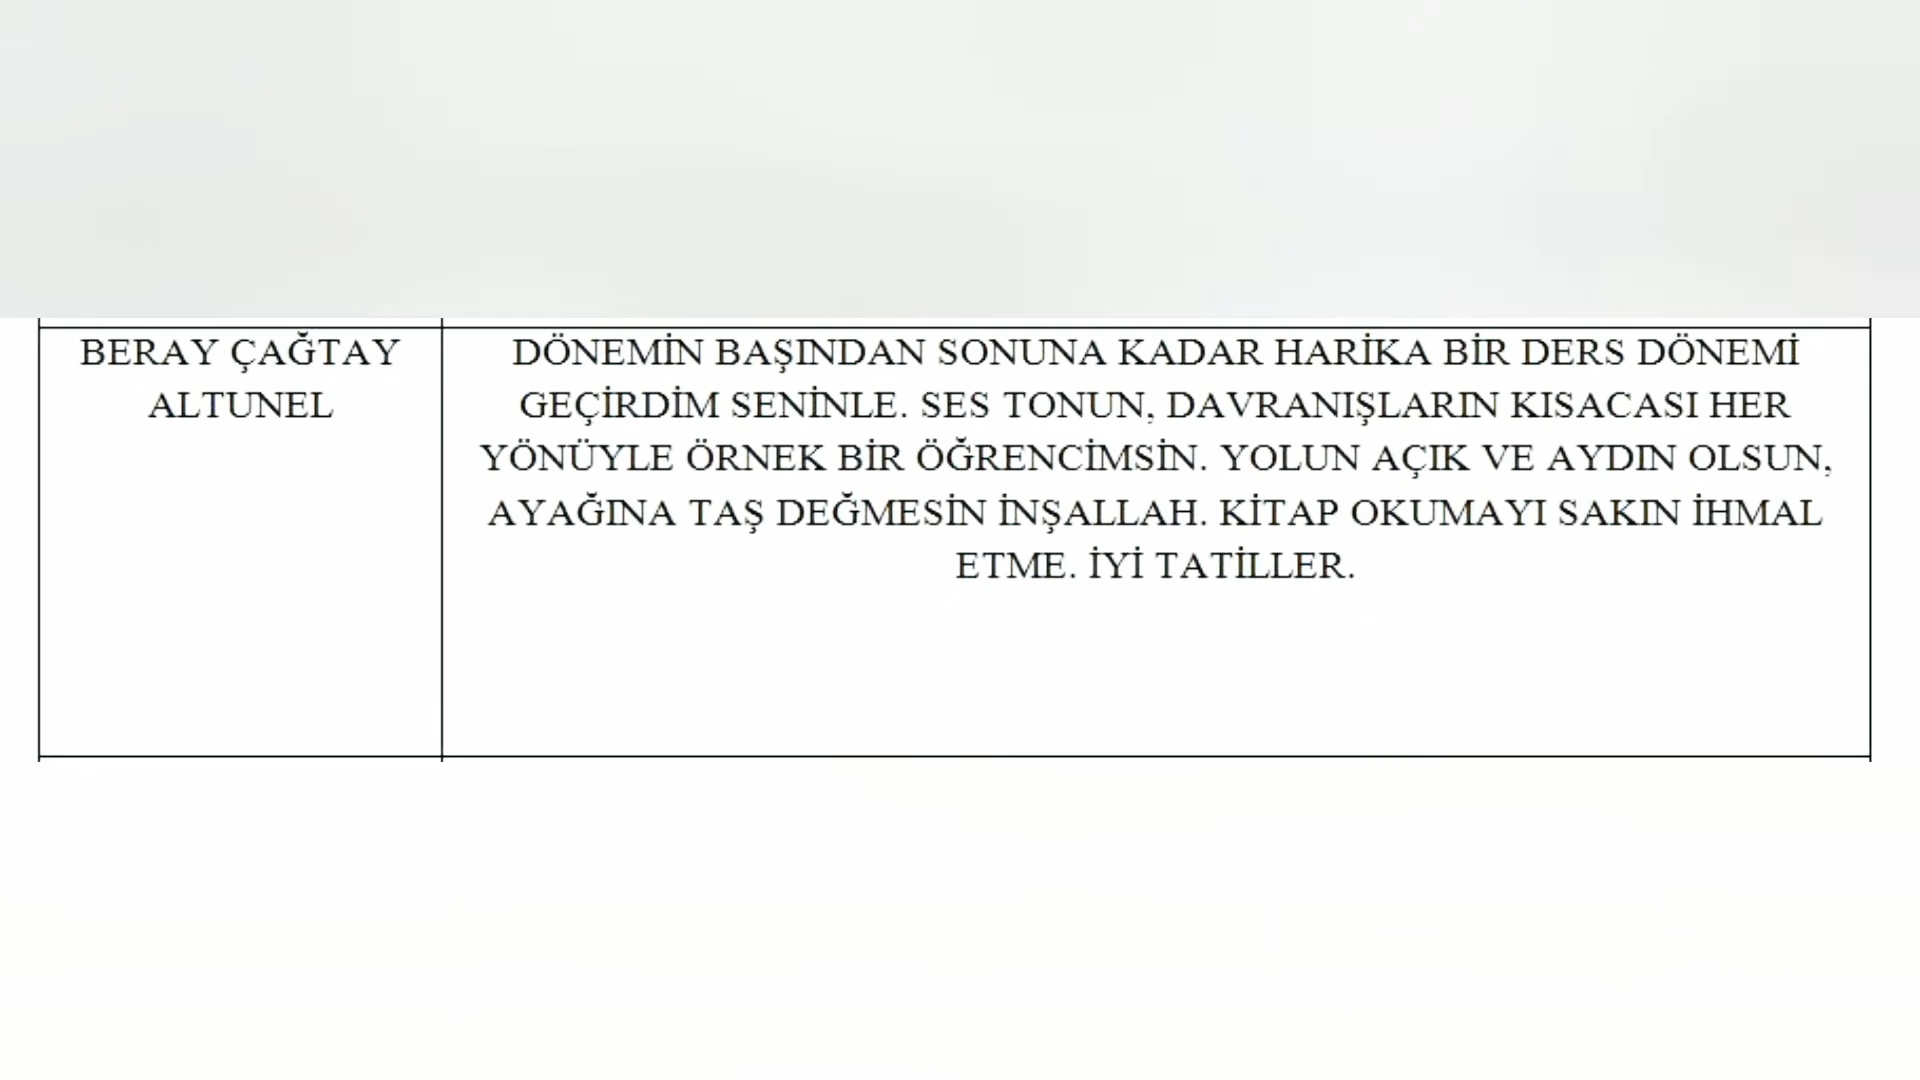 BERAY ÇAĞTAY
ALTUNEL
DÖNEMİN BAŞINDAN SONUNA KADAR HARİKA BİR DERS DÖNEMİ
GEÇİRDİM SENİNLE. SES TONUN, DAVRANIŞLARIN KISACASI HER
YÖNÜYLE ÖRNEK BİR ÖĞRENCİMSİN. YOLUN AÇIK VE AYDIN OLSUN,
AYAĞINA TAŞ DEĞMESİN İNŞALLAH. KİTAP OKUMAYI SAKIN İHMAL
ETME. İYİ TATİLLER.